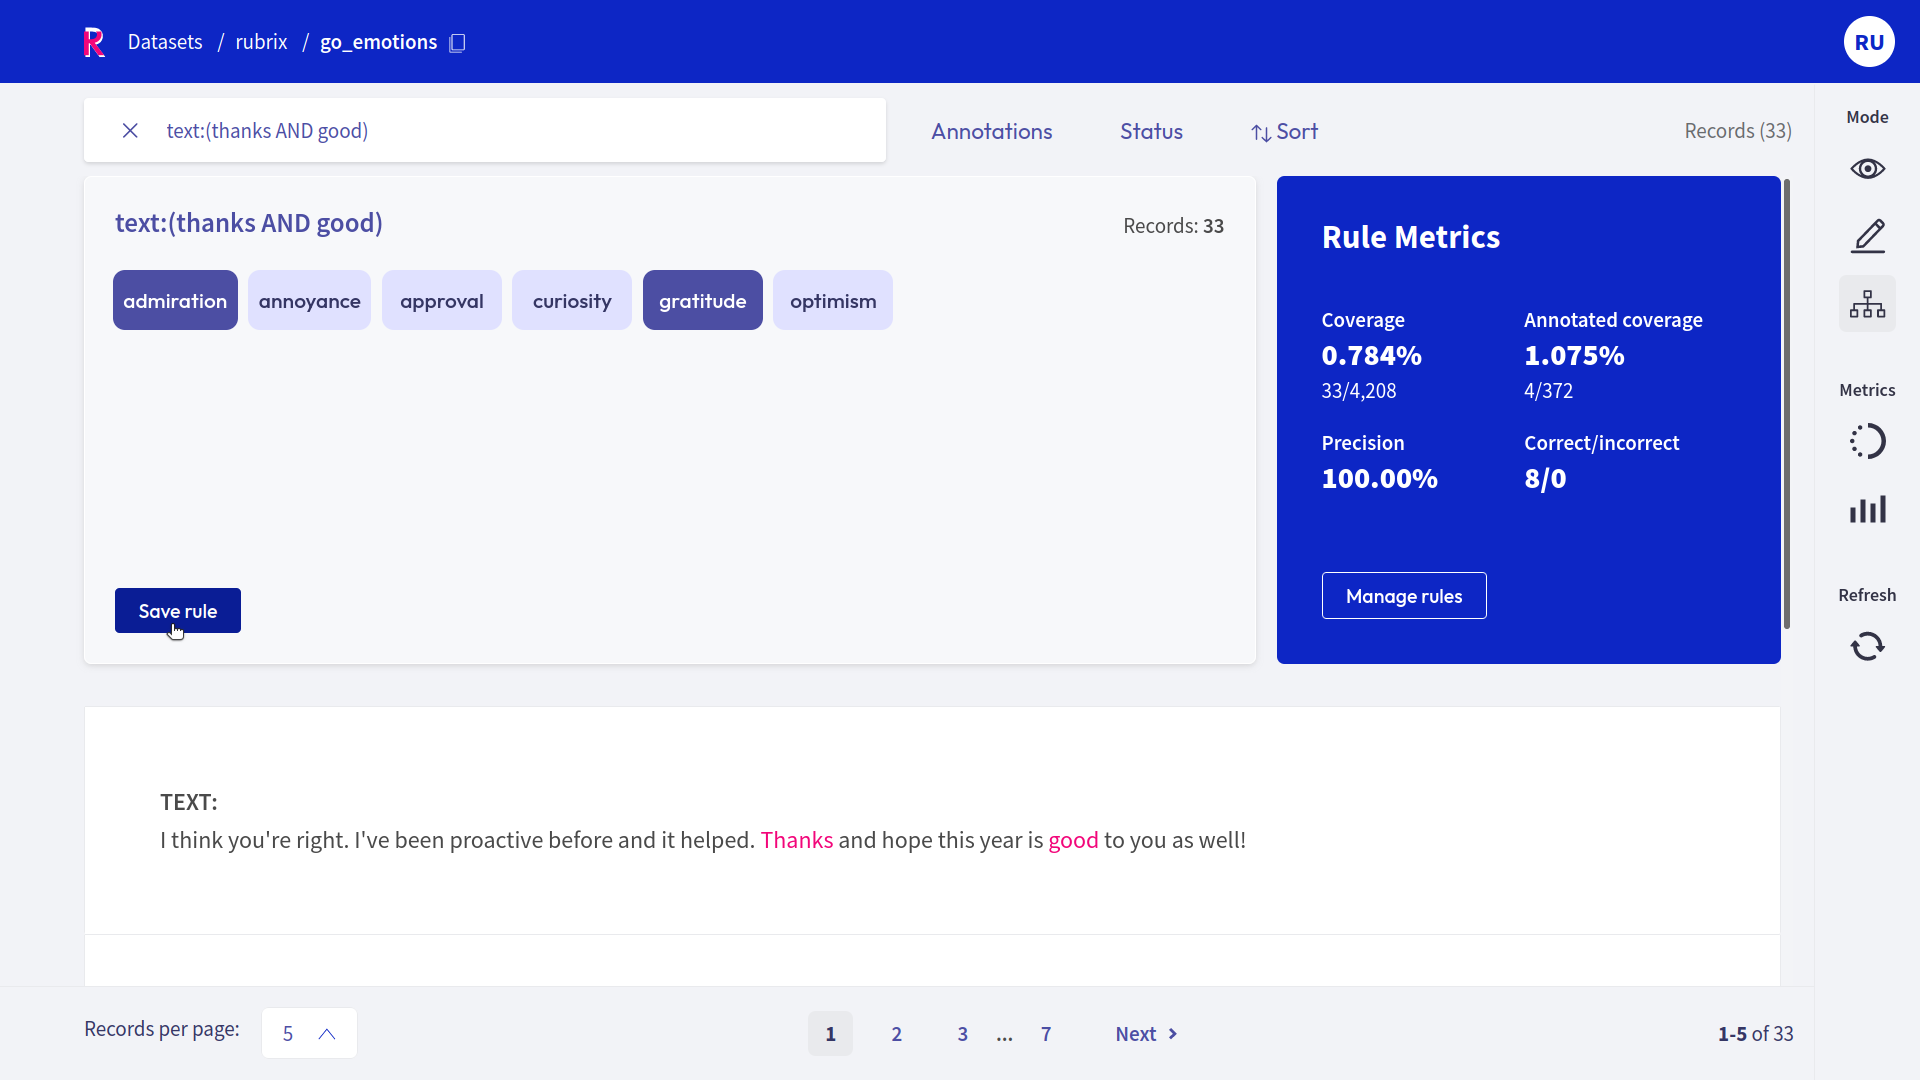 R Datasets / rubrix / go_emotions
RU
text:(thanks AND good)
Annotations
Status
Sort
Records (33)
text:(thanks AND good)
Records: 33
admiration
annoyance
approval
curiosity
gratitude
optimism
Save rule
Rule Metrics
Coverage
0.784%
33/4,208
Annotated coverage
1.075%
4/372
Precision
100.00%
Correct/incorrect
8/0
Manage rules
Mode
Metrics
Refresh
TEXT:
I think you're right. I've been proactive before and it helped. Thanks and hope this year is good to you as well!
Records per page:
5
1
2
3
...
7
Next
1-5 of 33